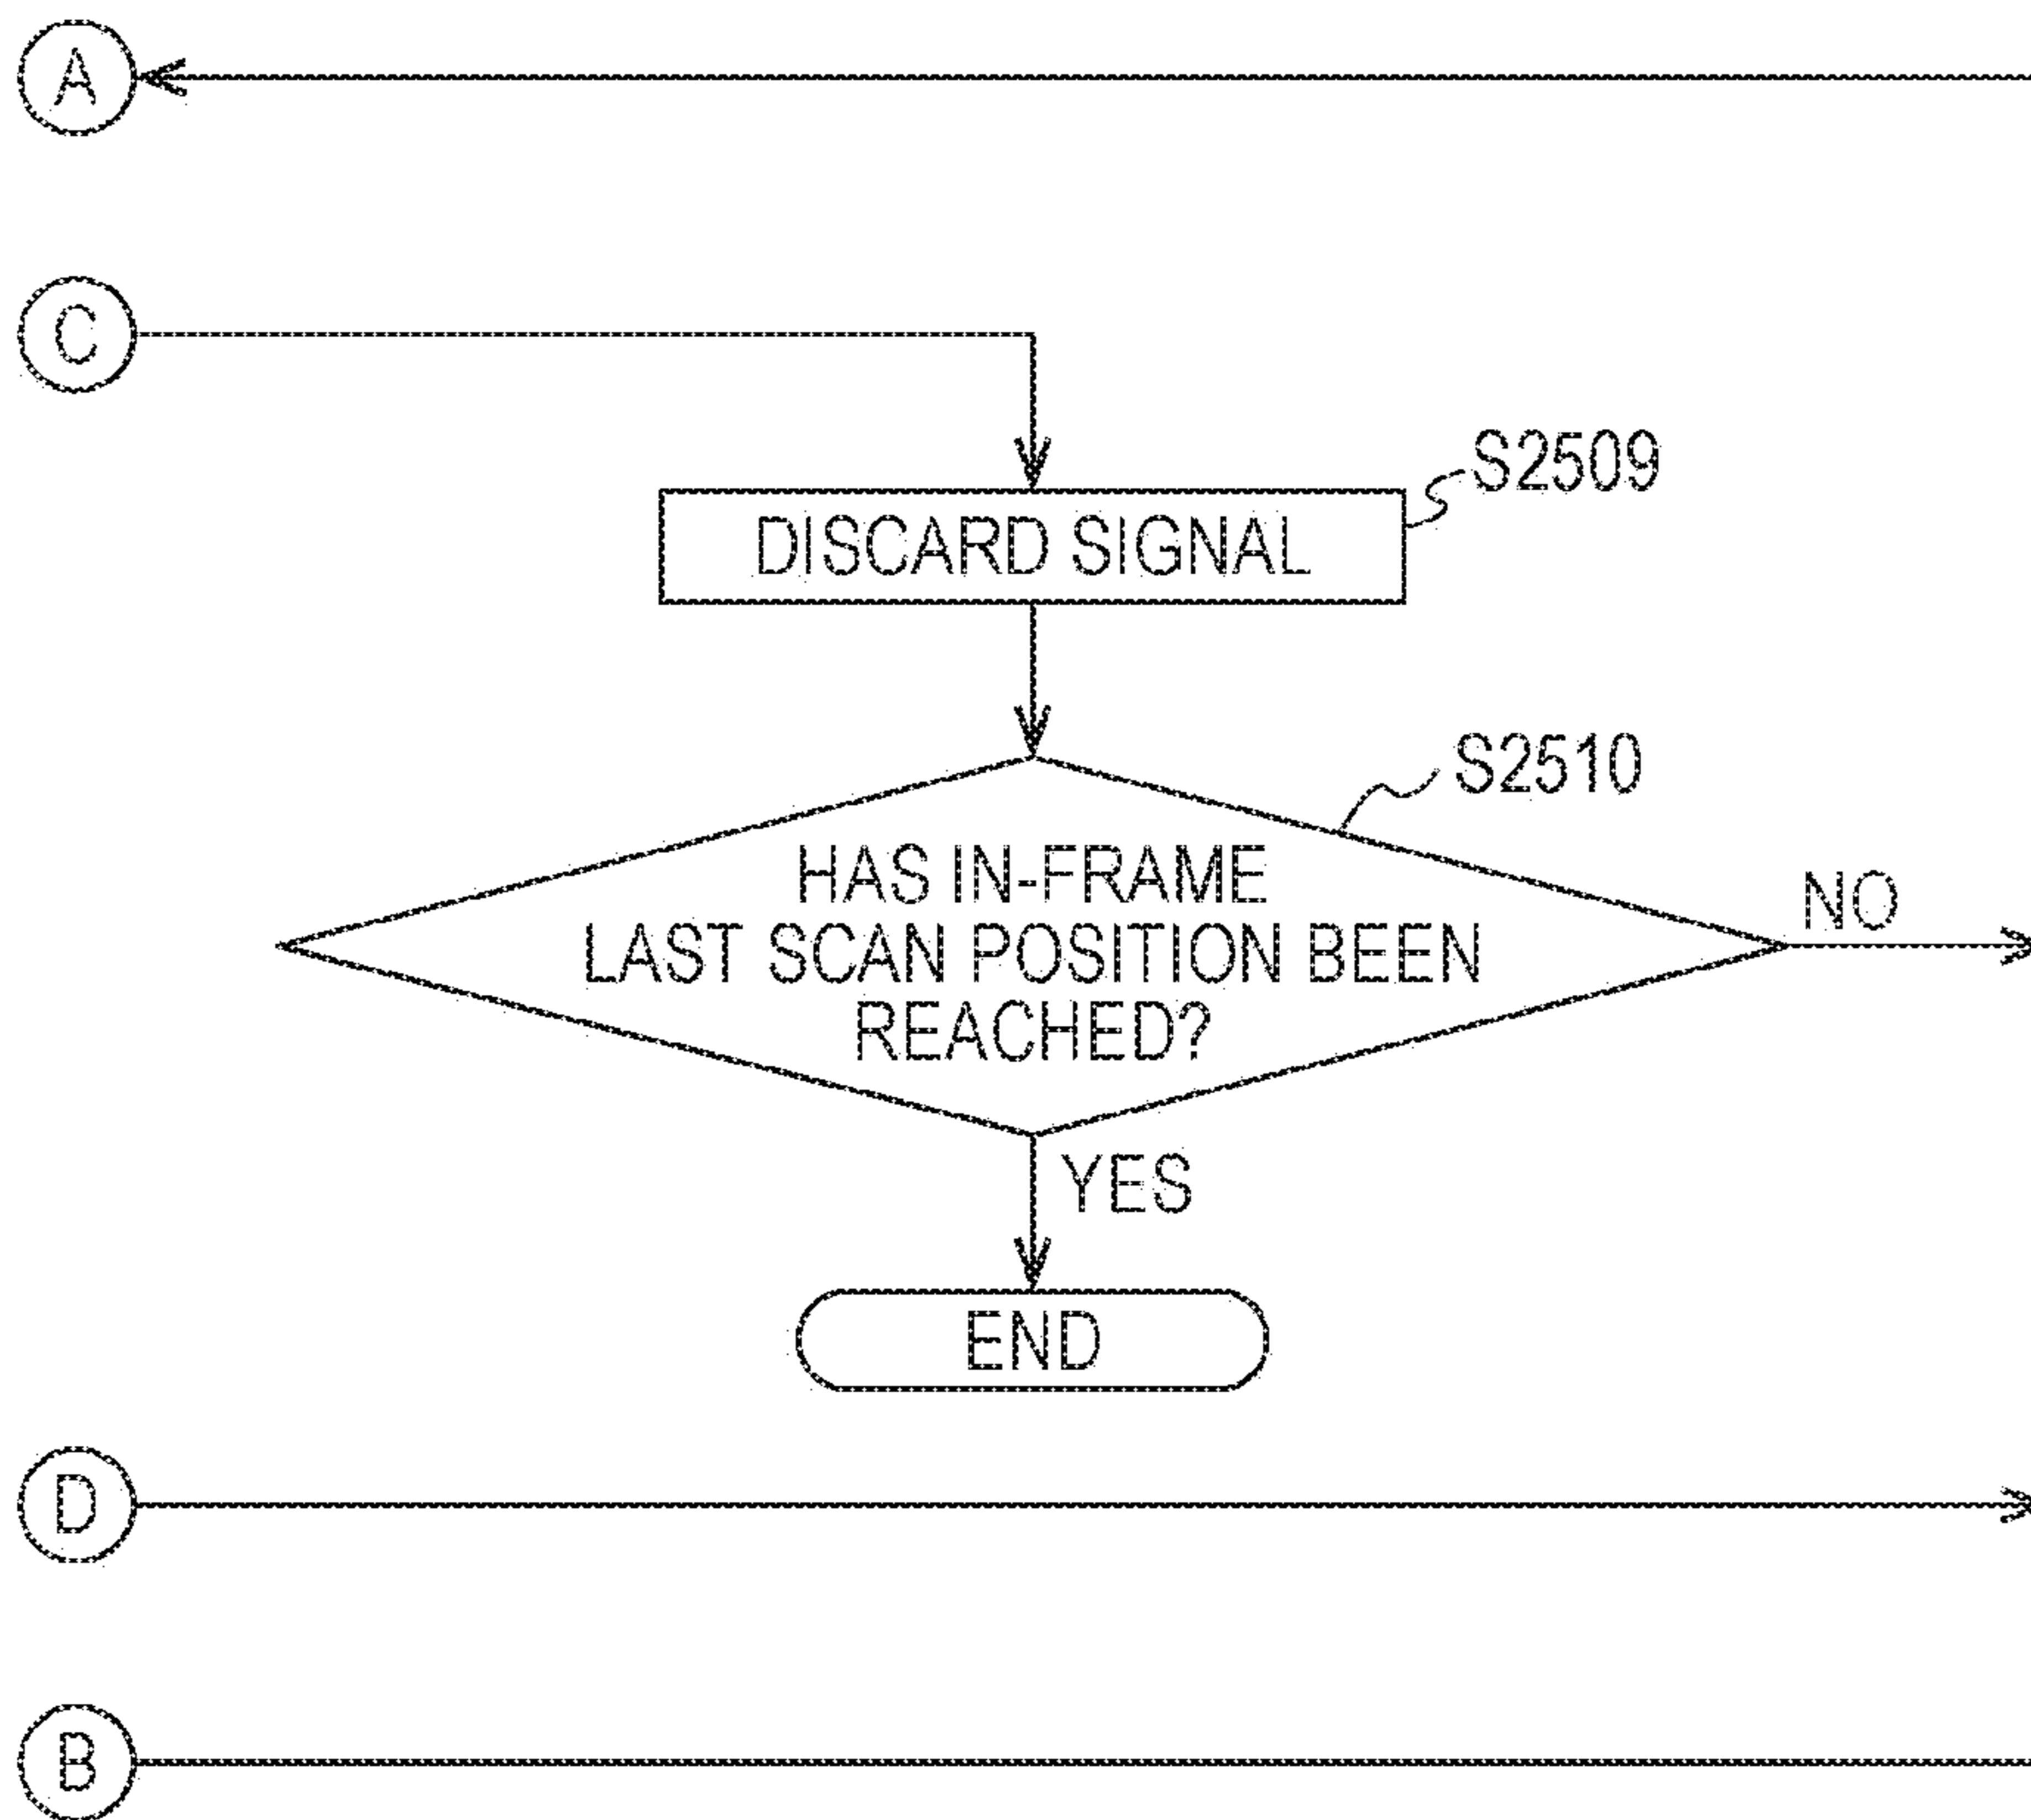 A
C
S2509
DISCARD SIGNAL
S2510
HAS IN-FRAME
LAST SCAN POSITION BEEN
REACHED?
NO
YES
END
D
B